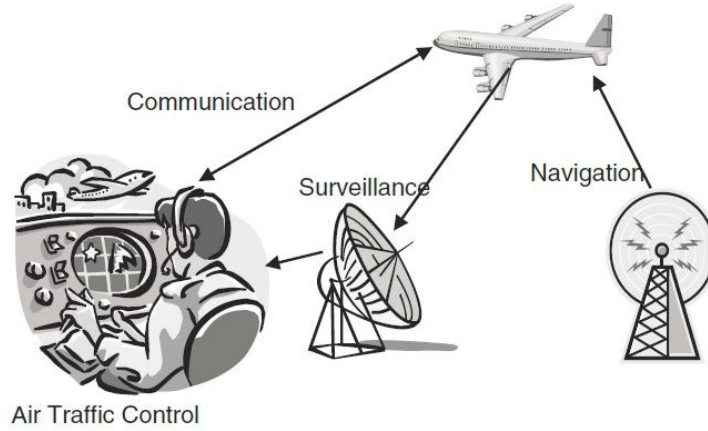 Communication
Surveillance
Navigation
Air Traffic Control